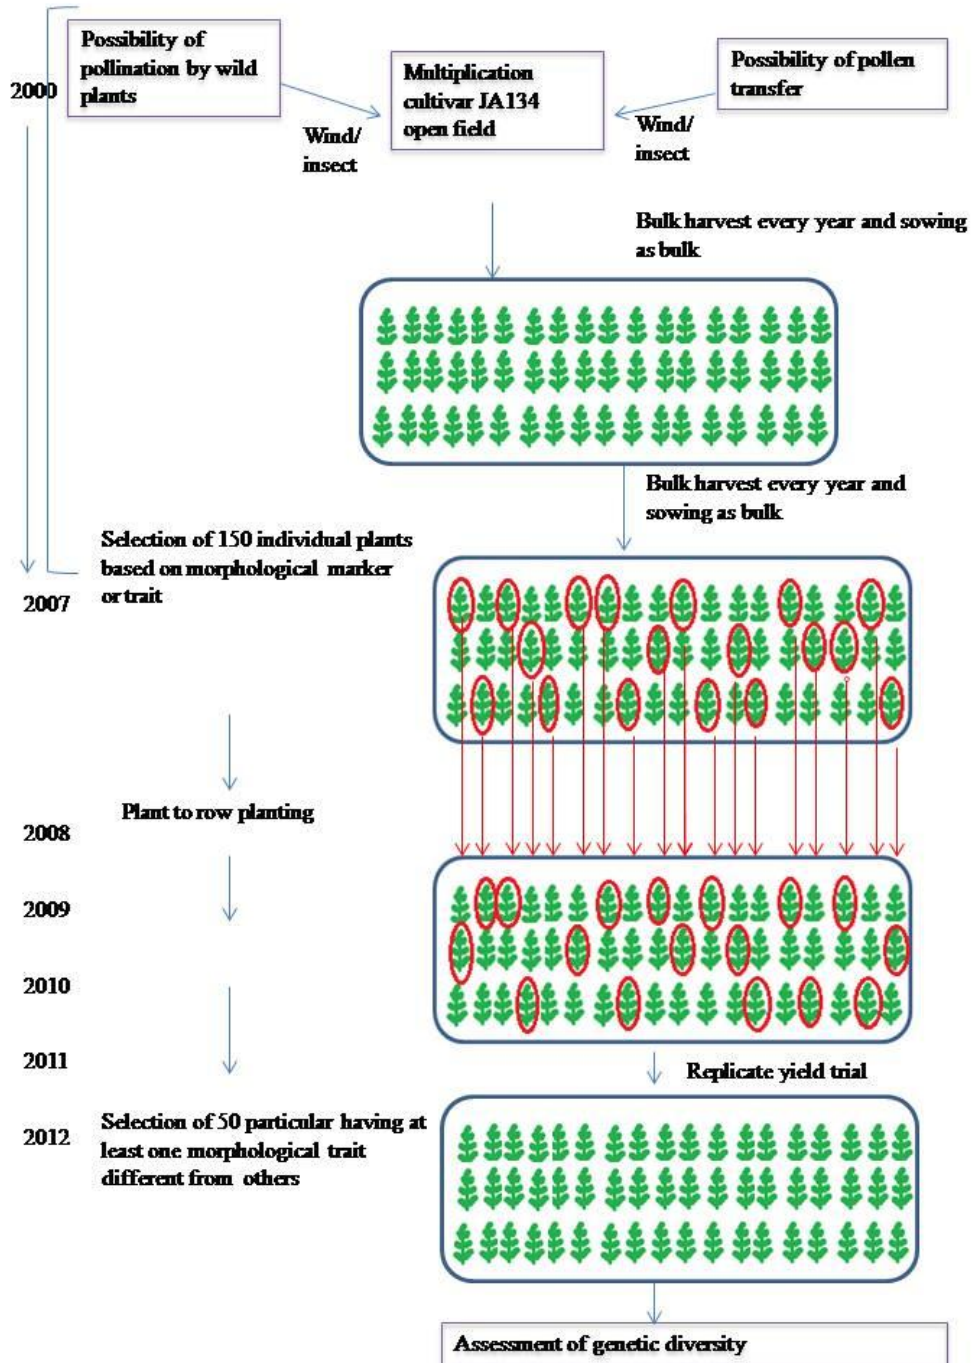 Possibility of
pollination by wild
plants
Multiplication
cultivar JA134
open field
Possibility of pollen
transfer
2000
Wind/
insect
Wind/
insect
Bulk harvest every year and sowing
as bulk
Bulk harvest every year and
sowing as bulk
Selection of 150 individual plants
based on morphological marker
or trait
2007
Plant to row planting
2008
2009
2010
2011
Replicate yield trial
2012
Selection of 50 particular having at
least one morphological trait
different from others
Assessment of genetic diversity